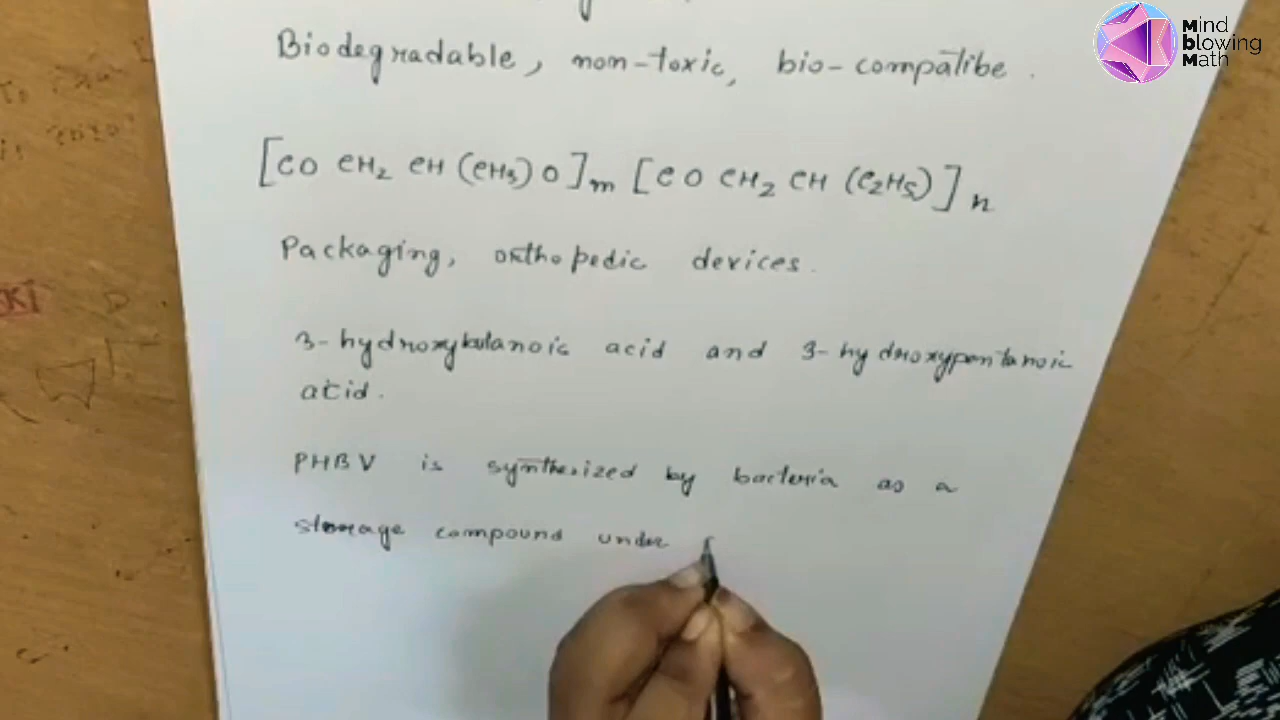 Mind
blowing
Math
Biodegradable, non-toxic, bio-compatibe.
[CO CH2 CH (CH3) O]m [CO CH2 CH (C2H5)]n
Packaging, orthopedic devices.
3-hydroxybutanoic acid and 3-hydroxypentanoic
acid.
PHBV is synthesized by bacteria as a
storage compound under